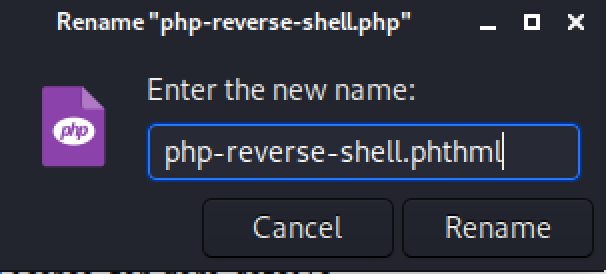 Rename "php-reverse-shell.php"
Enter the new name:
php
php-reverse-shell.phthml
Cancel
Rename